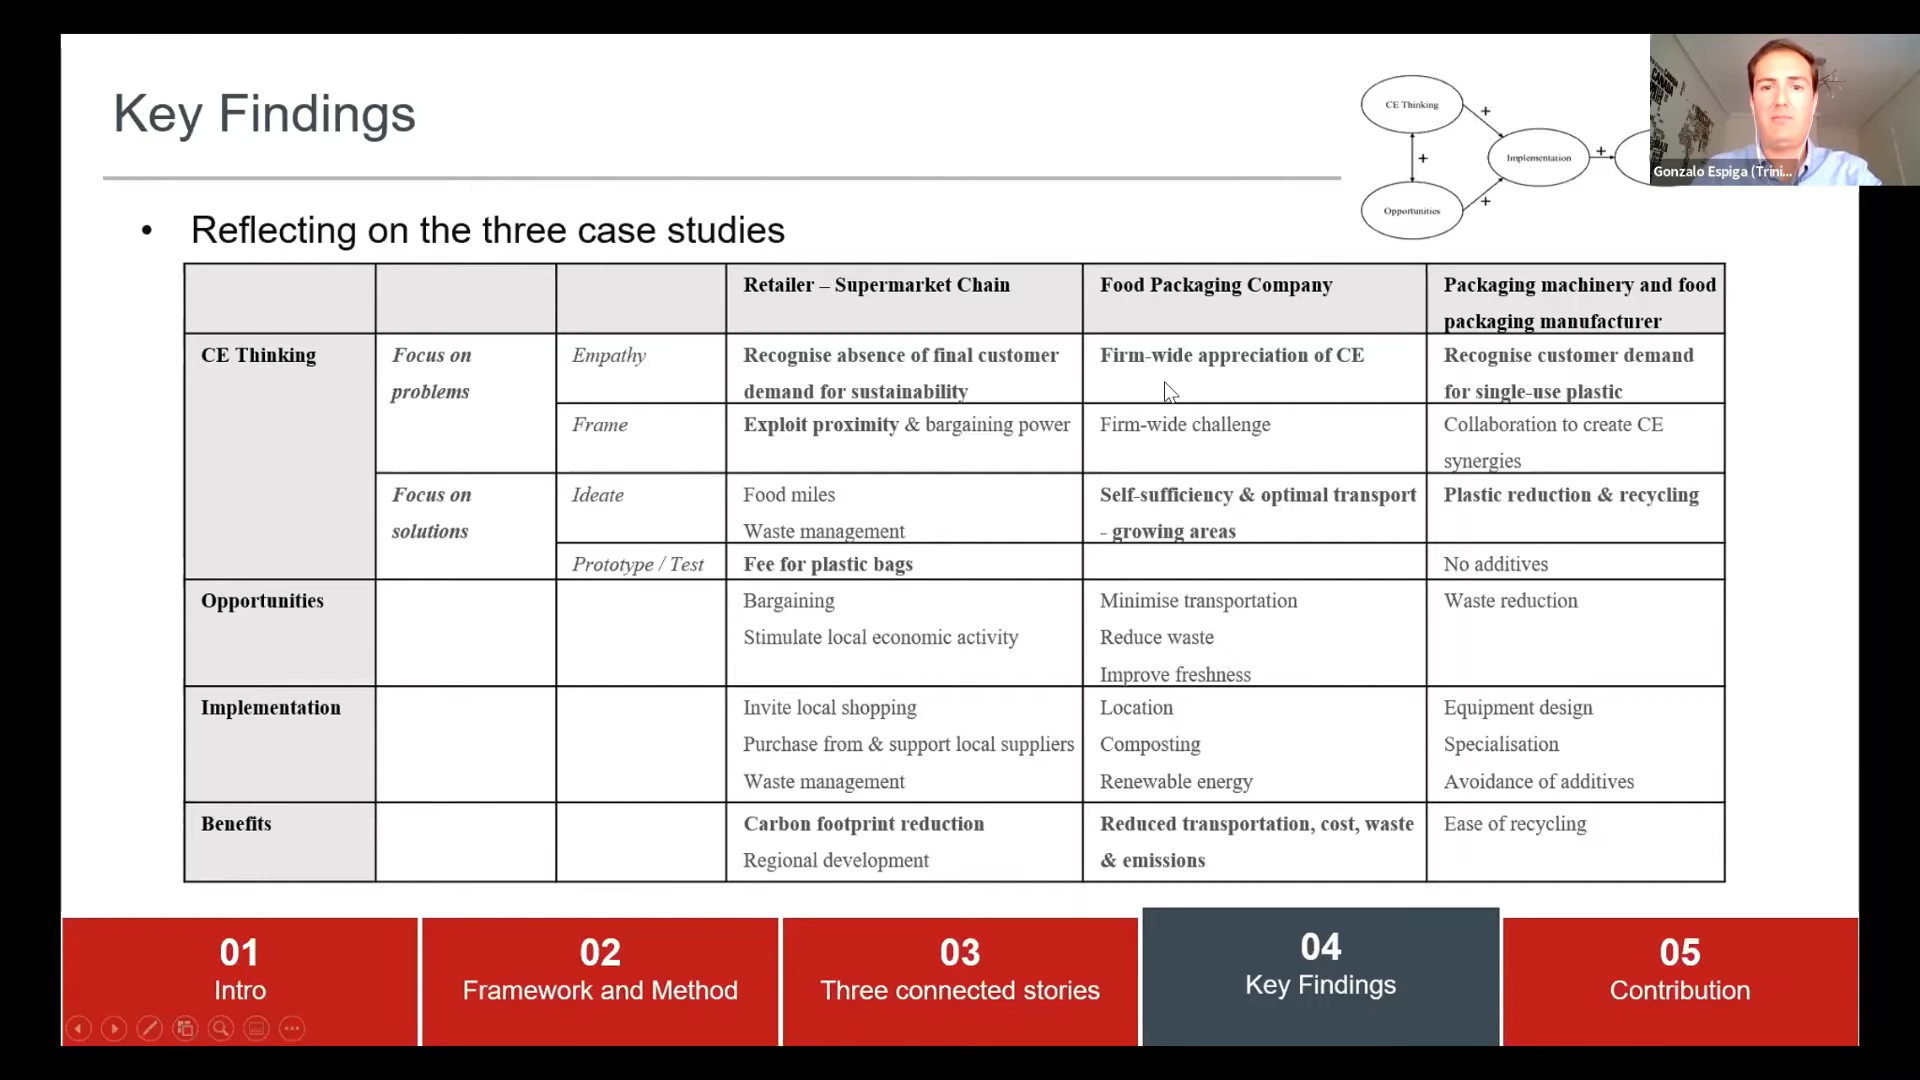 Key Findings
CE Thinking
+
+
Implementation
+
Opportunities
+
Gonzalo Espiga (Trini...
• Reflecting on the three case studies
Retailer – Supermarket Chain
Food Packaging Company
Packaging machinery and food
packaging manufacturer
CE Thinking
Focus on
problems
Empathy
Recognise absence of final customer
demand for sustainability
Firm-wide appreciation of CE
Recognise customer demand
for single-use plastic
Frame
Exploit proximity & bargaining power
Firm-wide challenge
Collaboration to create CE
synergies
Focus on
solutions
Ideate
Food miles
Waste management
Self-sufficiency & optimal transport
- growing areas
Plastic reduction & recycling
Prototype / Test
Fee for plastic bags
No additives
Opportunities
Bargaining
Stimulate local economic activity
Minimise transportation
Reduce waste
Improve freshness
Waste reduction
Implementation
Invite local shopping
Purchase from & support local suppliers
Waste management
Location
Composting
Renewable energy
Equipment design
Specialisation
Avoidance of additives
Benefits
Carbon footprint reduction
Regional development
Reduced transportation, cost, waste
& emissions
Ease of recycling
01
Intro
02
Framework and Method
03
Three connected stories
04
Key Findings
05
Contribution